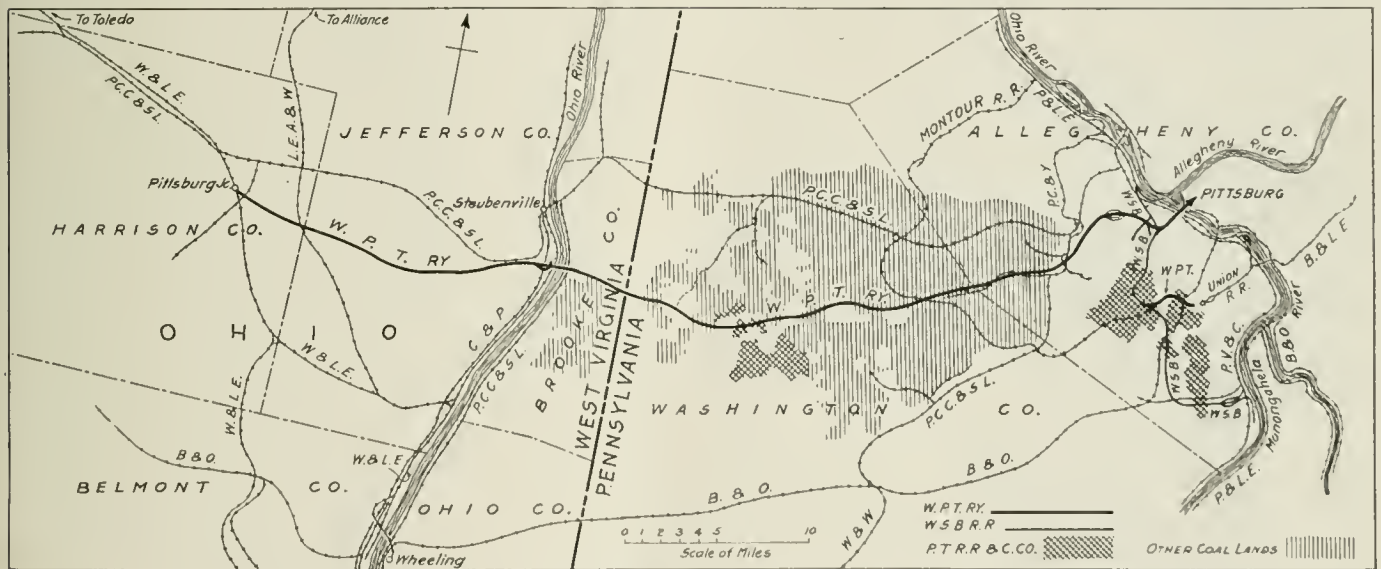 To Toledo
To Alliance
Ohio River
Ohio River
W. & L.E.
P.C.C. & S.L.
L.E.A. & W.
JEFFERSON CO.
MONTOUR R.R.
P. & L.E.
ALLEGHENY CO.
Allegheny River
Pittsburg Jc.
Steubenville
P.C.C. & S.L.
P.C.C. & S.L.
P.C. & Y.
W.S.B.
W.S.B.
PITTSBURG
HARRISON CO.
W. P. T. RY
CO.
B. & L.E.
W.P.T.
UNION R.R.
W. P. T. RY
OHIO
C. & P.
P.C.C. & S.L.
BROOKE
WEST VIRGINIA
PENNSYLVANIA
W. & L.E.
W. & L.E.
W.S.B.
W.S.B.
P.V. & C.
B. & O.
River
Monongahela
P. & L.E.
WASHINGTON CO.
P.C.C. & S.L.
B. & O.
W. & L.E.
B. & O.
BELMONT CO.
OHIO CO.
B. & O.
W. & W.
Wheeling
0 1 2 3 4 5 10
Scale of Miles
W.P.T. RY.
W.S.B.R.R
P.T.R.R & C.CO.
OTHER COAL LANDS